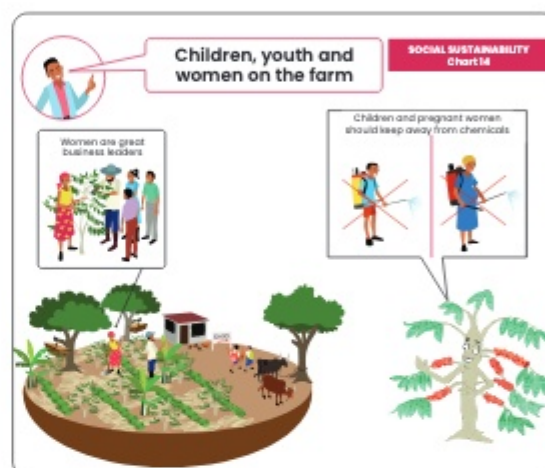 Children, youth and
women on the farm
SOCIAL SUSTAINABILITY
Chart 14
Women are great
business leaders
Children and pregnant women
should keep away from chemicals